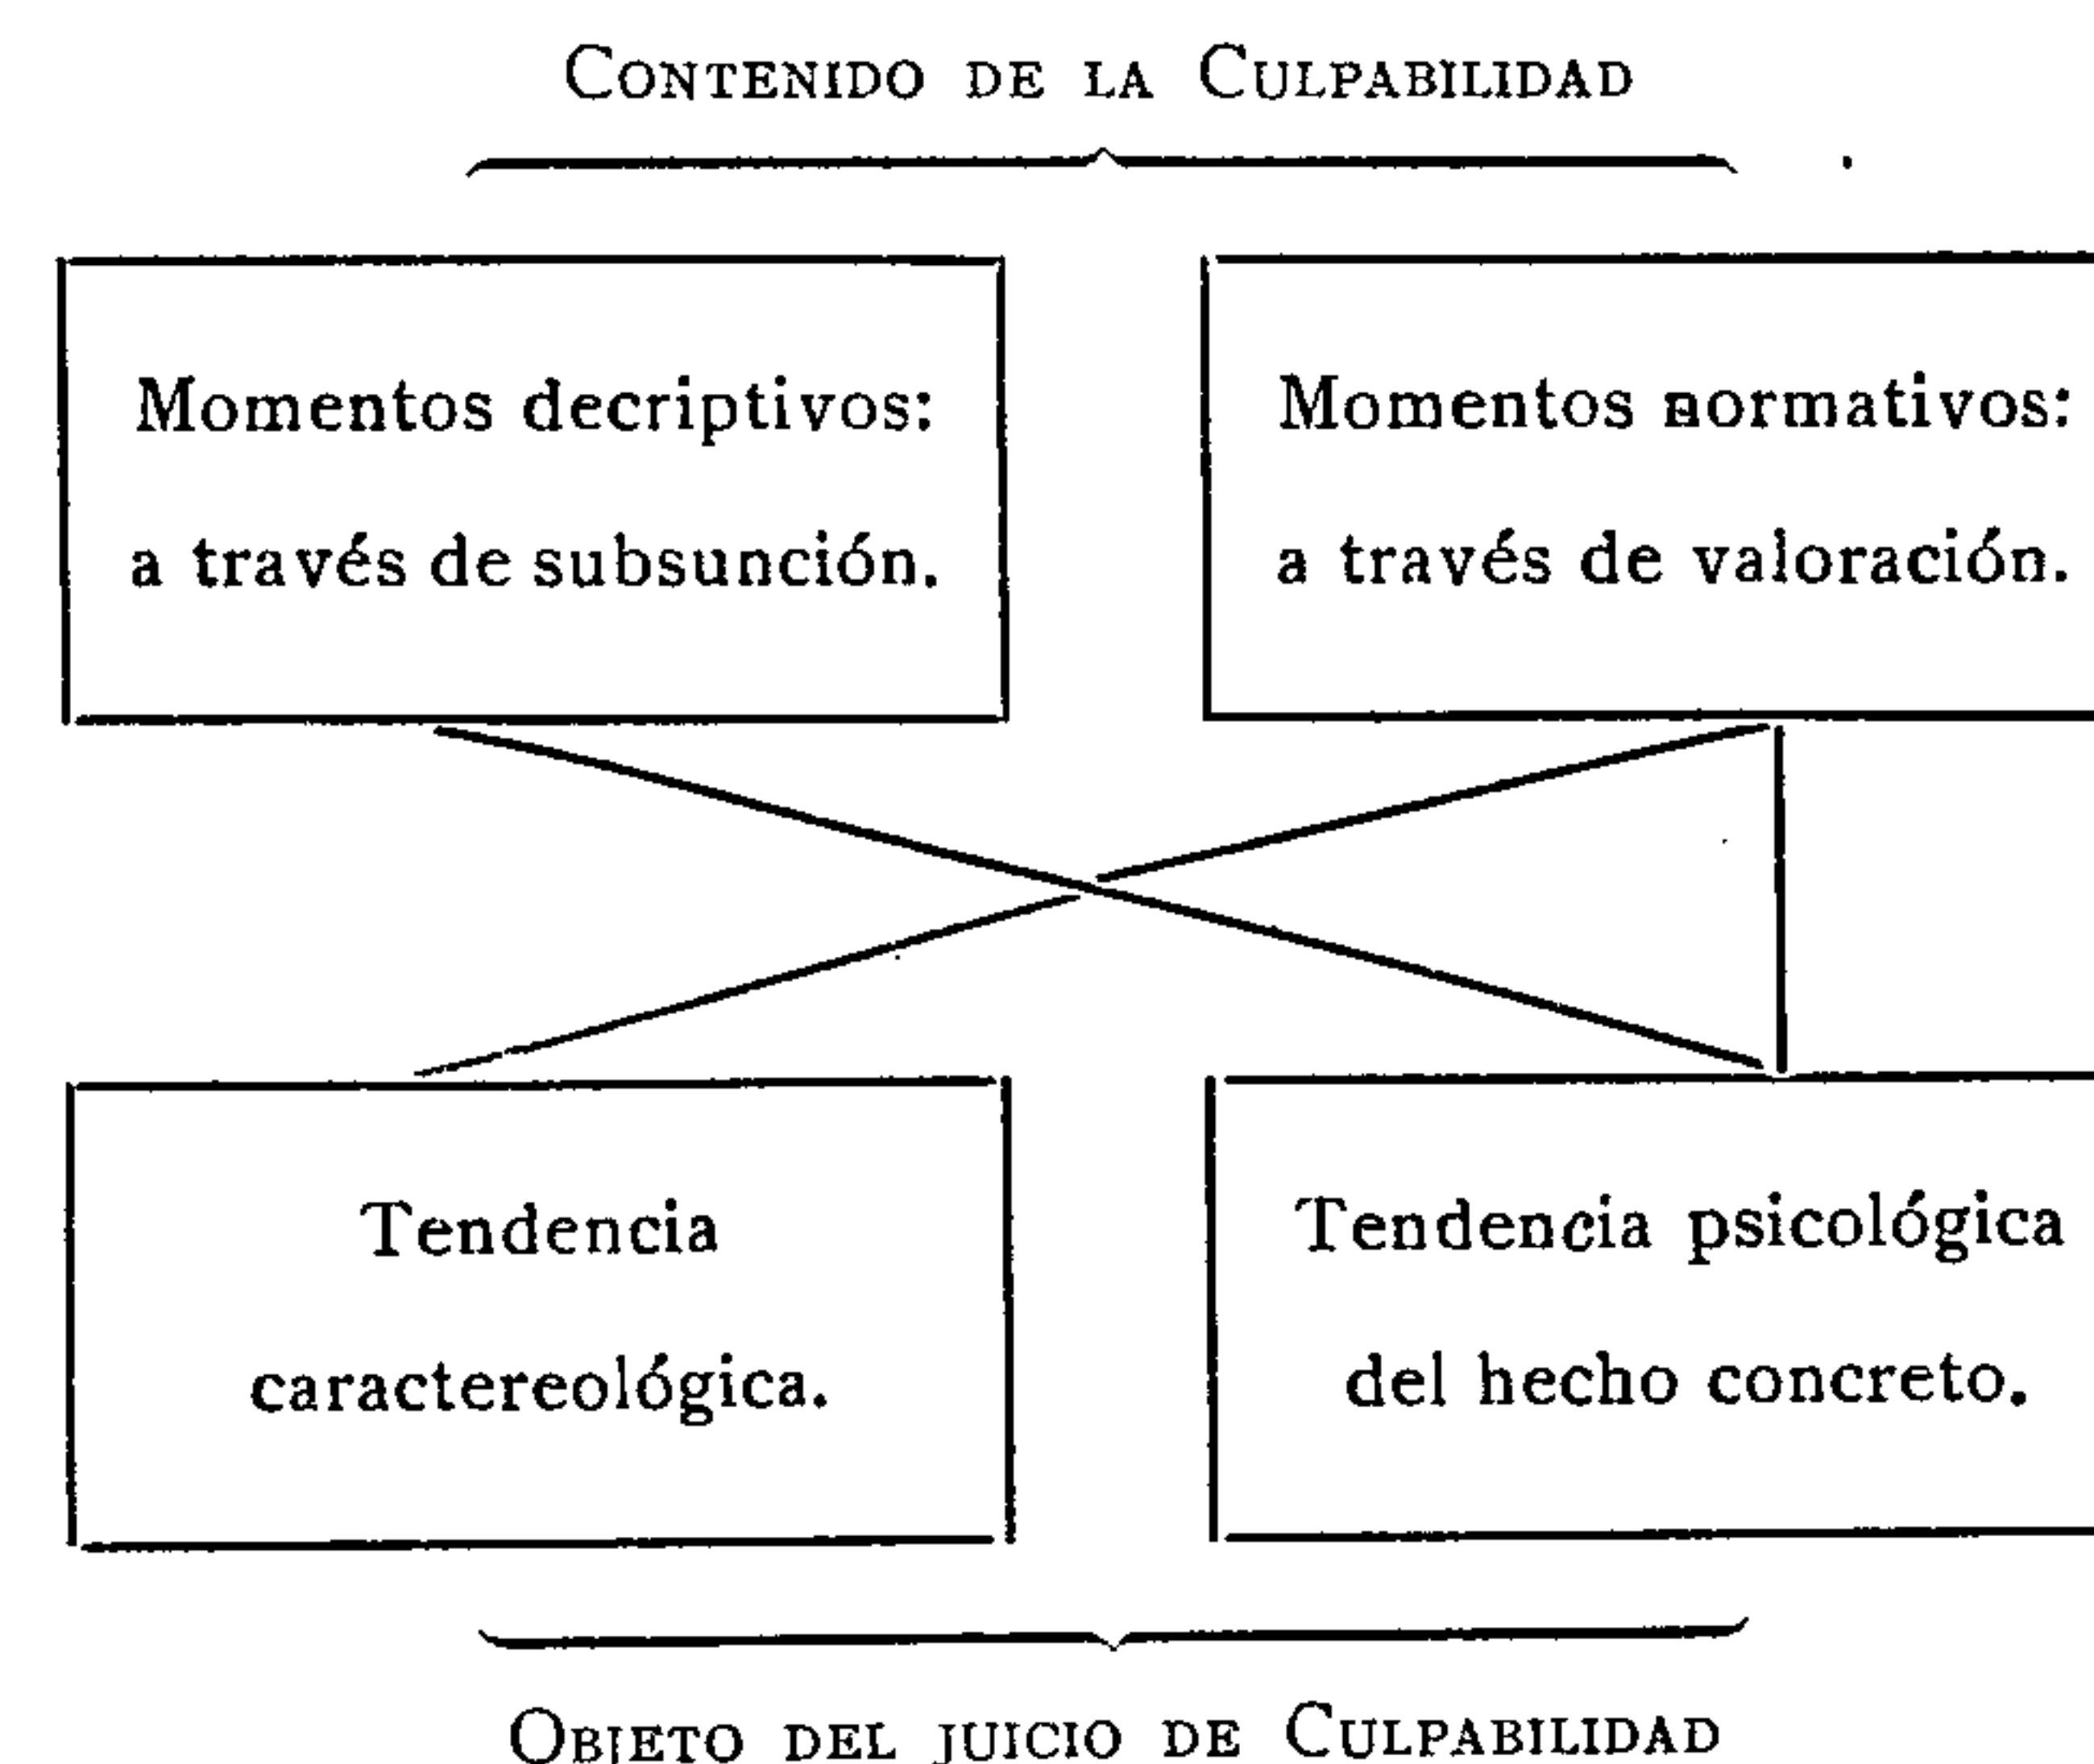 CONTENIDO DE LA CULPABILIDAD
Momentos decriptivos:
a través de subsunción.
Momentos normativos:
a través de valoración.
Tendencia
caractereológica.
Tendencia psicológica
del hecho concreto.
OBJETO DEL JUICIO DE CULPABILIDAD